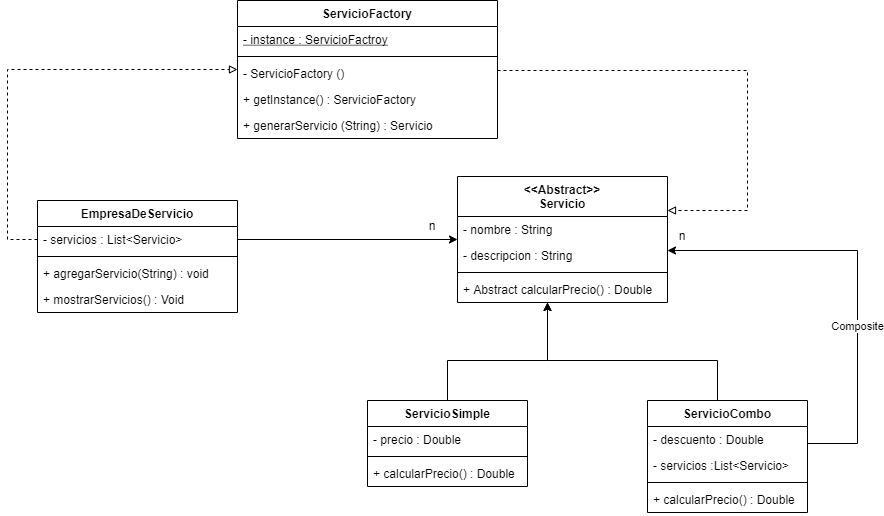 ServicioFactory
- instance : ServicioFactroy
- ServicioFactory ()
+ getInstance() : ServicioFactory
+ generarServicio (String) : Servicio
EmpresaDeServicio
- servicios : List<Servicio>
+ agregarServicio(String) : void
+ mostrarServicios() : Void
n
<<Abstract>>
Servicio
- nombre : String
- descripcion : String
+ Abstract calcularPrecio() : Double
n
Composite
ServicioSimple
- precio : Double
+ calcularPrecio() : Double
ServicioCombo
- descuento : Double
- servicios :List<Servicio>
+ calcularPrecio() : Double